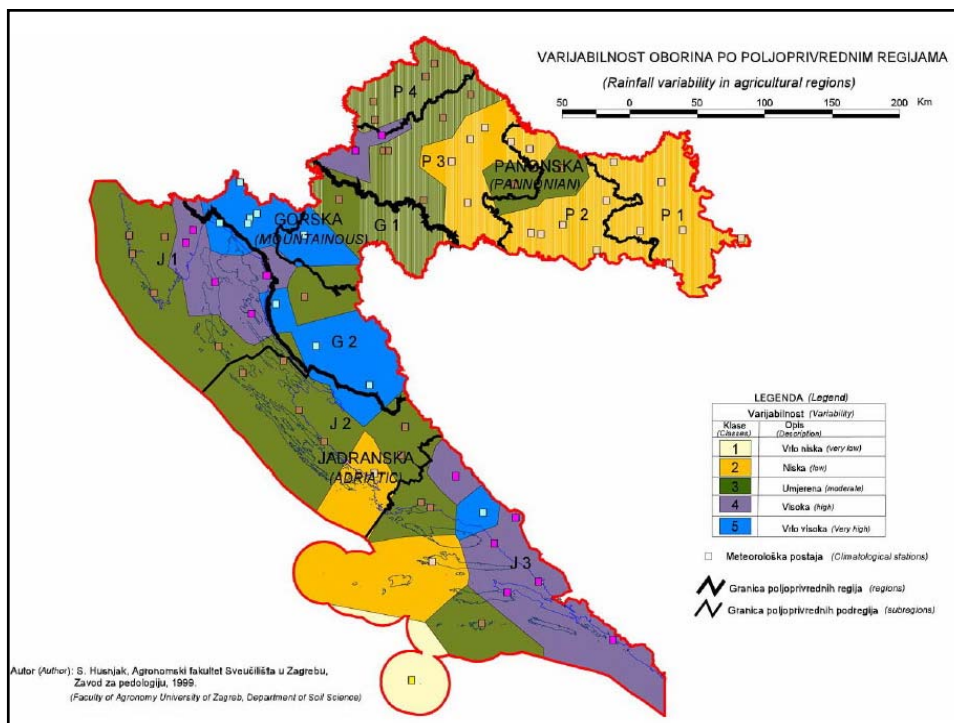 VARIJABILNOST OBORINA PO POLJOPRIVREDNIM REGIJAMA
(Rainfall variability in agricultural regions)
50 0 50 100 150 200 Km
P 4
P 3
PANONSKA
(PANNONIAN)
P 2
P 1
GORSKA
(MOUNTAINOUS)
G 1
J 1
G 2
J 2
JADRANSKA
(ADRIATIC)
J 3
LEGENDA (Legend)
Varijabilnost (Variability)
Klase Opis
(Classes) (Description)
1 Vrlo niska (very low)
2 Niska (low)
3 Umjerena (moderate)
4 Visoka (high)
5 Vrlo visoka (Very high)
Meteorološka postaja (Climatological stations)
Granica poljoprivrednih regija (regions)
Granica poljoprivrednih podregija (subregions)
Autor (Author): S. Husnjak, Agronomski fakultet Sveučilišta u Zagrebu,
Zavod za pedologiju, 1999.
(Faculty of Agronomy University of Zagreb, Department of Soil Science)